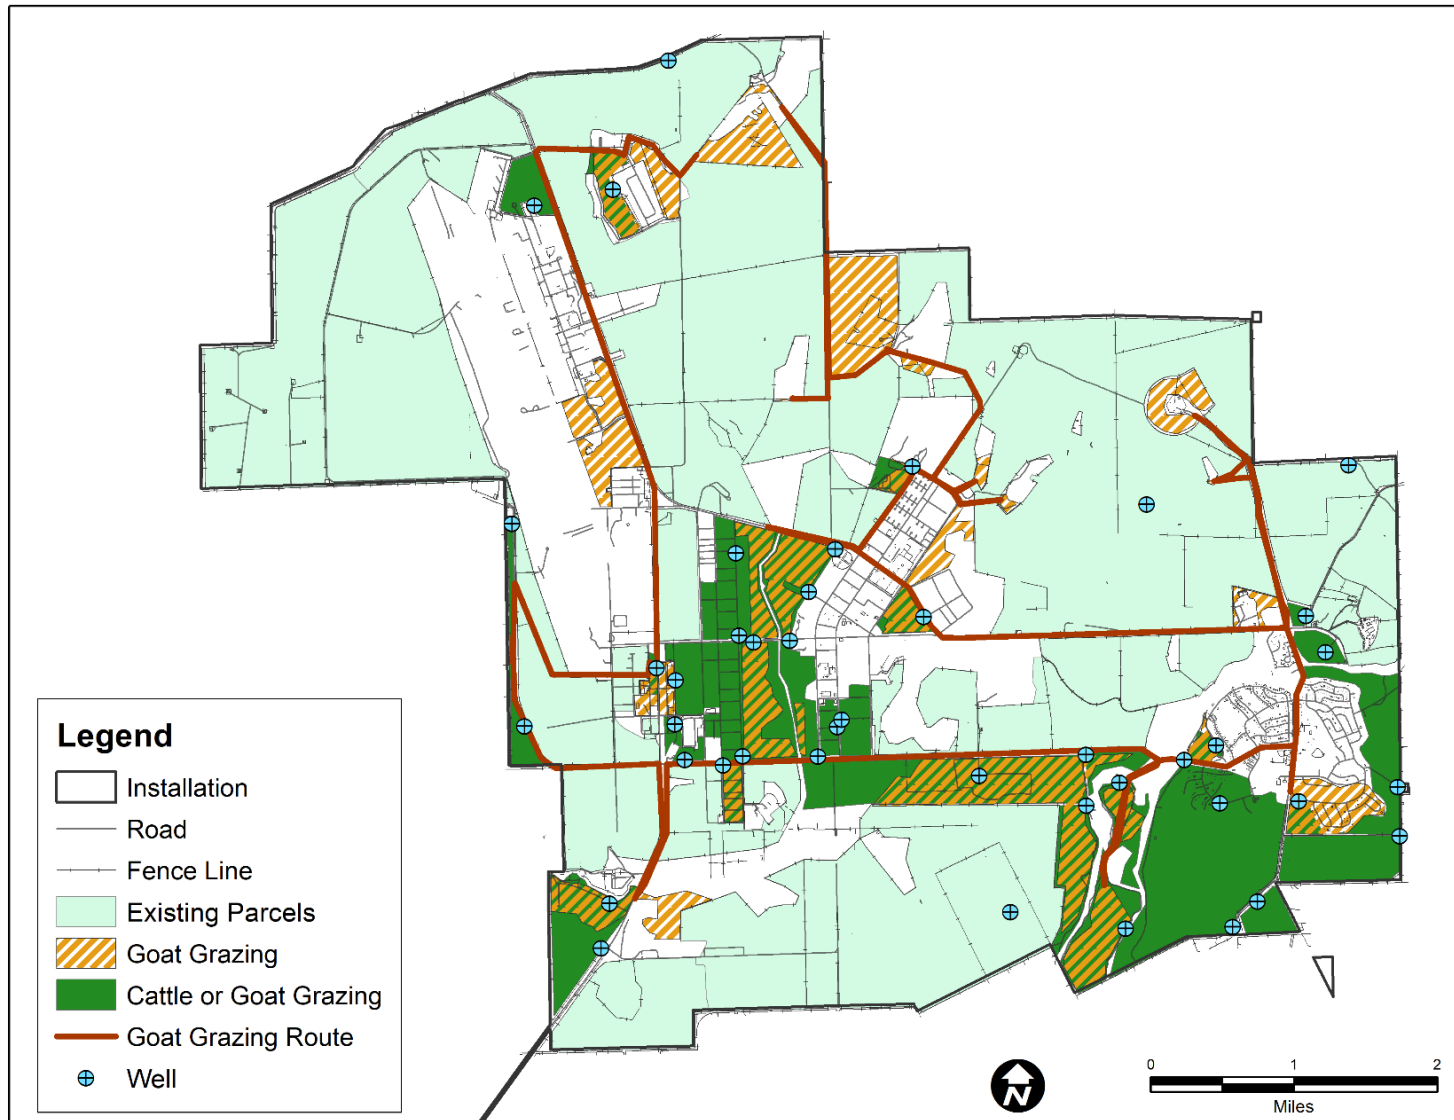 Legend
Installation
Road
Fence Line
Existing Parcels
Goat Grazing
Cattle or Goat Grazing
Goat Grazing Route
Well
N
0 1 2
Miles